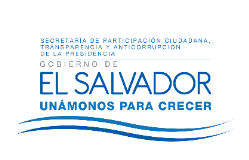 SECRETARÍA DE PARTICIPACIÓN CIUDADANA,
TRANSPARENCIA Y ANTICORRUPCIÓN
DE LA PRESIDENCIA
GOBIERNO DE
EL SALVADOR
UNÁMONOS PARA CRECER